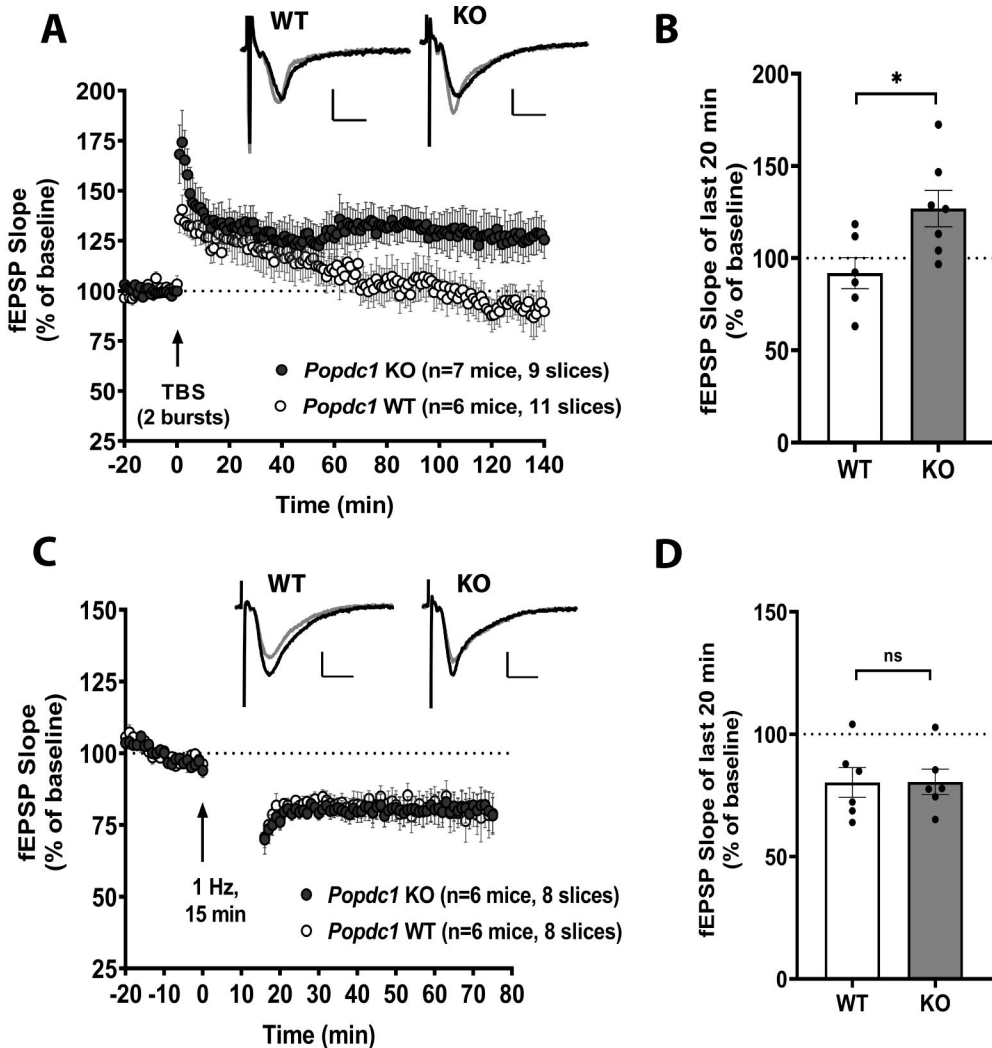 A
WT
KO
fEPSP Slope
(% of baseline)
200
175
150
125
100
75
50
25
TBS
(2 bursts)
Popdc1 KO (n=7 mice, 9 slices)
Popdc1 WT (n=6 mice, 11 slices)
-20
0
20
40
60
80
100
120
140
Time (min)
B
fEPSP Slope of last 20 min
(% of baseline)
200
150
100
50
0
*
WT
KO
C
WT
KO
fEPSP Slope
(% of baseline)
150
125
100
75
50
25
1 Hz,
15 min
Popdc1 KO (n=6 mice, 8 slices)
Popdc1 WT (n=6 mice, 8 slices)
-20
-10
0
10
20
30
40
50
60
70
80
Time (min)
D
fEPSP Slope of last 20 min
(% of baseline)
150
100
50
0
ns
WT
KO